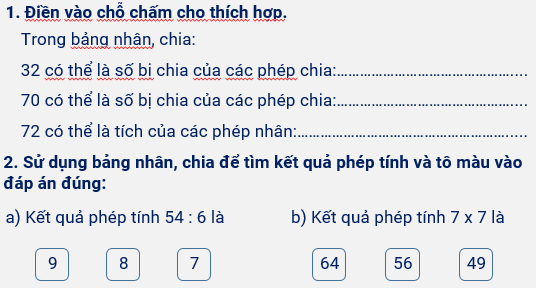 1. Điền vào chỗ chấm cho thích hợp.
Trong bảng nhân, chia:
32 có thể là số bị chia của các phép chia:......................................................
70 có thể là số bị chia của các phép chia:......................................................
72 có thể là tích của các phép nhân:................................................................
2. Sử dụng bảng nhân, chia để tìm kết quả phép tính và tô màu vào
đáp án đúng:
a) Kết quả phép tính 54 : 6 là b) Kết quả phép tính 7 x 7 là
9 8 7 64 56 49